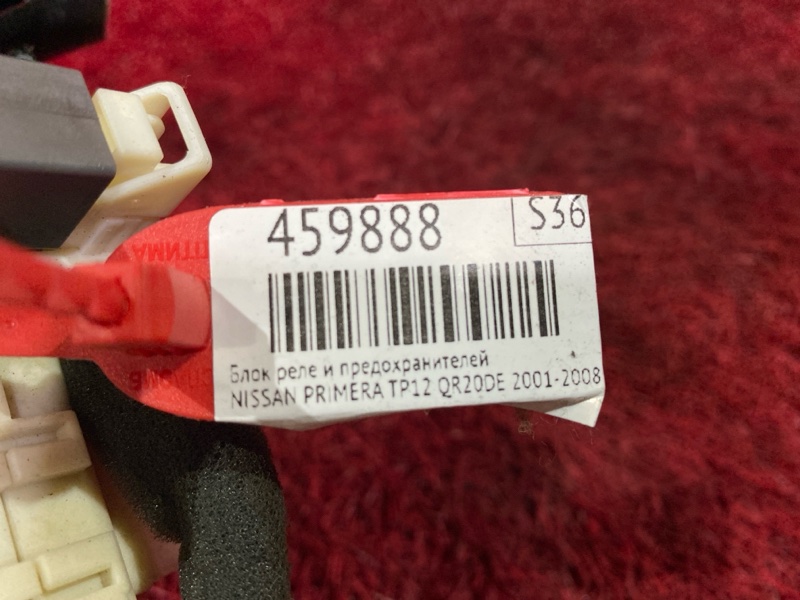 459888
S36
Блок реле и предохранителей
NISSAN PRIMERA TP12 QR20DE 2001-2008